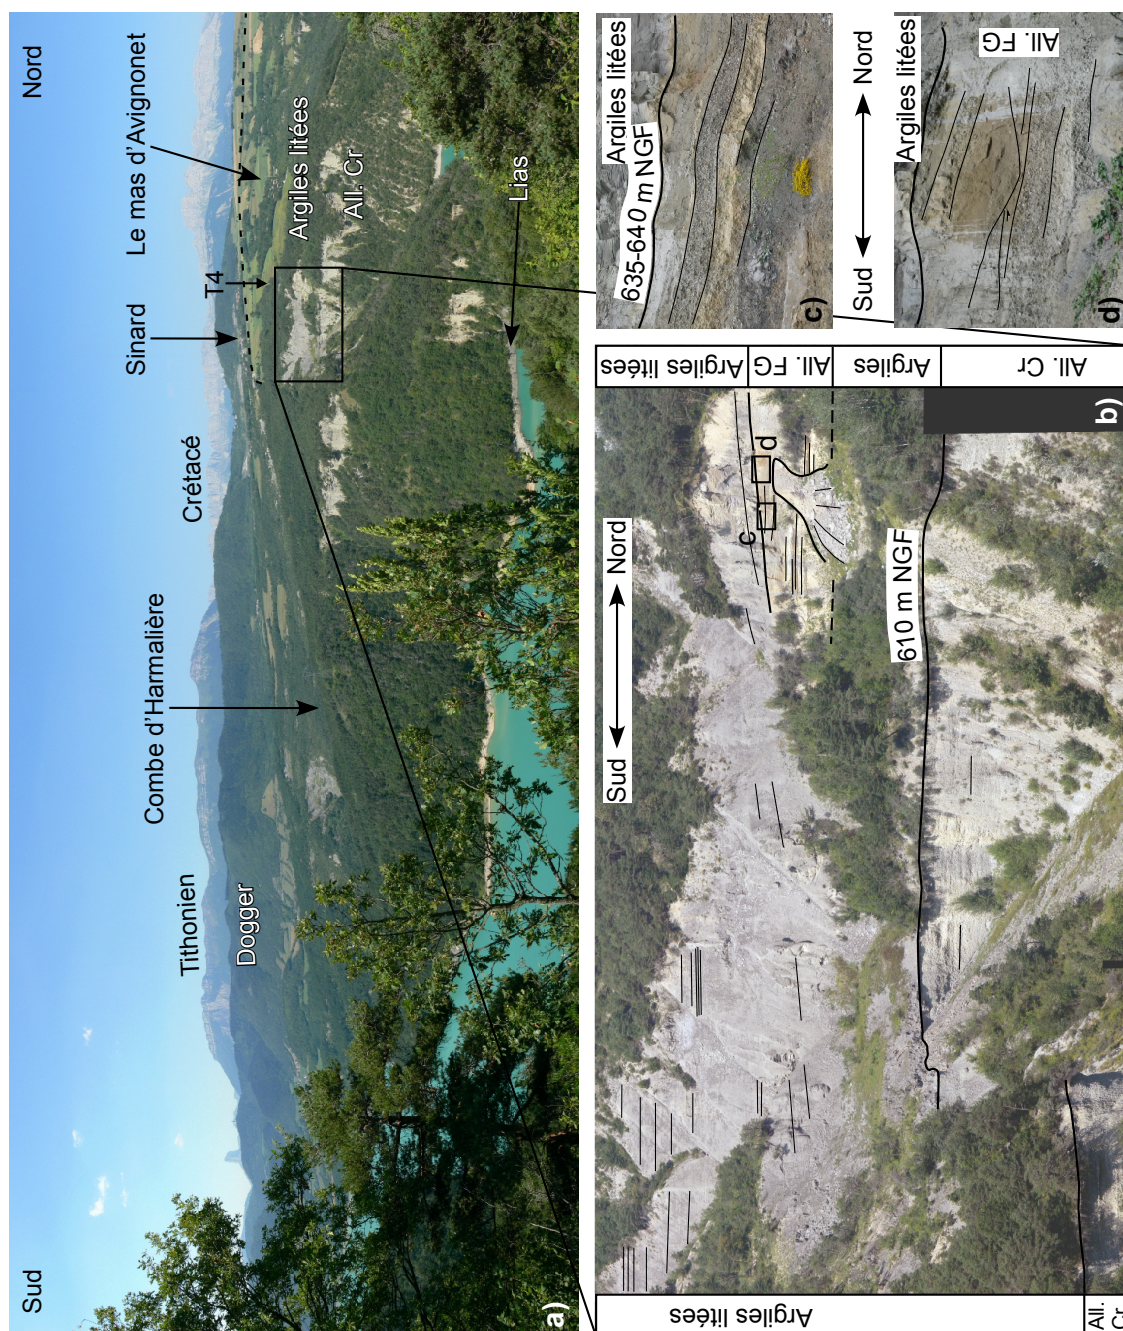 Sud
Nord
Tithonien
Combe d'Harmalière
Crétacé
Sinard
Le mas d'Avignonet
T4
Dogger
Argiles litées
All. Cr
Lias
a)
Sud
Nord
610 m NGF
c
d
b)
Argiles litées
All.
Cr
Argiles litées
All. FG
Argiles
All. Cr
Argiles litées
635-640 m NGF
c)
Sud
Nord
Argiles litées
All. FG
d)